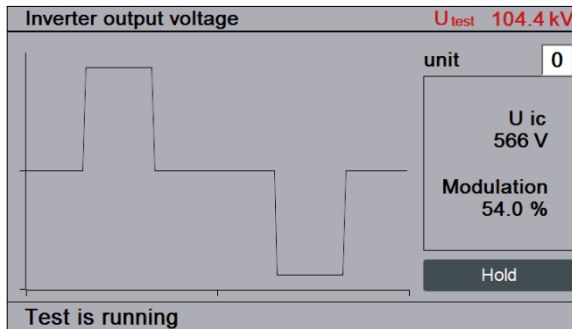 Inverter output voltage
Utest 104.4 kV
unit 0
U ic
566 V
Modulation
54.0 %
Hold
Test is running